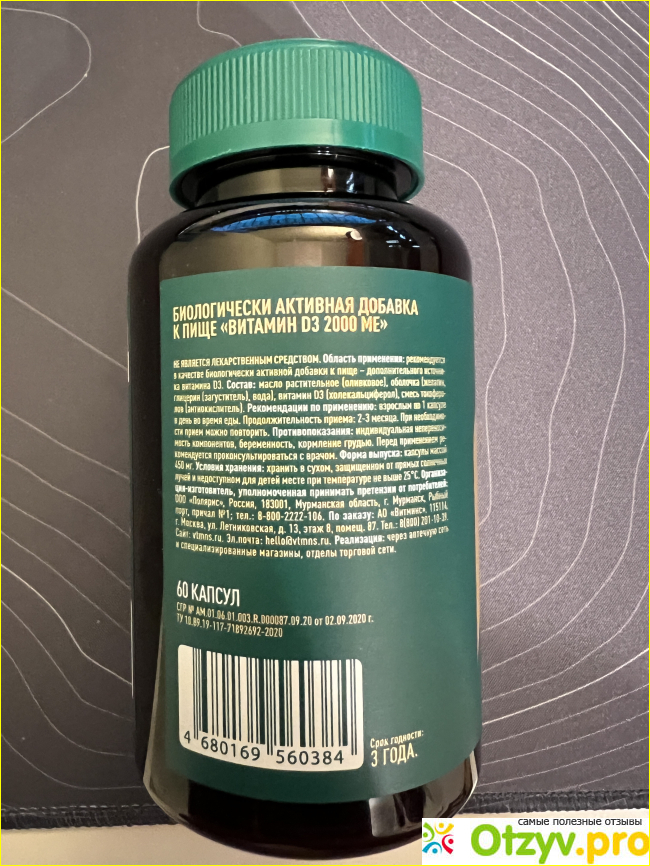 БИОЛОГИЧЕСКИ АКТИВНАЯ ДОБАВКА
К ПИЩЕ «ВИТАМИН D3 2000 МЕ»
НЕ ЯВЛЯЕТСЯ ЛЕКАРСТВЕННЫМ СРЕДСТВОМ. Область применения: рекомендуется
в качестве биологически активной добавки к пище – дополнительного источни-
ка витамина D3. Состав: масло растительное (оливковое), оболочка (желатин,
глицерин (загуститель), вода), витамин D3 (холекальциферол), смесь токоферо-
лов (антиокислитель). Рекомендации по применению: взрослым по 1 капсуле
в день во время еды. Продолжительность приема: 2-3 месяца. При необходимо-
сти прием можно повторить. Противопоказания: индивидуальная непереноси-
мость компонентов, беременность, кормление грудью. Перед применением ре-
комендуется проконсультироваться с врачом. Форма выпуска: капсулы массой
450 мг. Условия хранения: хранить в сухом, защищенном от прямых солнечных
лучей и недоступном для детей месте при температуре не выше 25°С. Организа-
ция-изготовитель, уполномоченная принимать претензии от потребителей:
ООО «Полярис», Россия, 183001, Мурманская область, г. Мурманск, Рыбный
порт, причал №1; тел.: 8-800-2222-106. По заказу: АО «Витминс», 115114,
г. Москва, ул. Летниковская, д. 13, этаж 8, помещ. 87. Тел.: 8(800) 201-10-39.
Сайт: vtmns.ru. Эл.почта: hello@vtmns.ru. Реализация: через аптечную сеть
и специализированные магазины, отделы торговой сети.
60 КАПСУЛ
СГР № AM.01.06.01.003.R.000087.09.20 от 02.09.2020 г.
ТУ 10.89.19-117-71892692-2020
4 680169 560384
Срок годности:
3 ГОДА.
самые полезные отзывы
Otzyv.pro